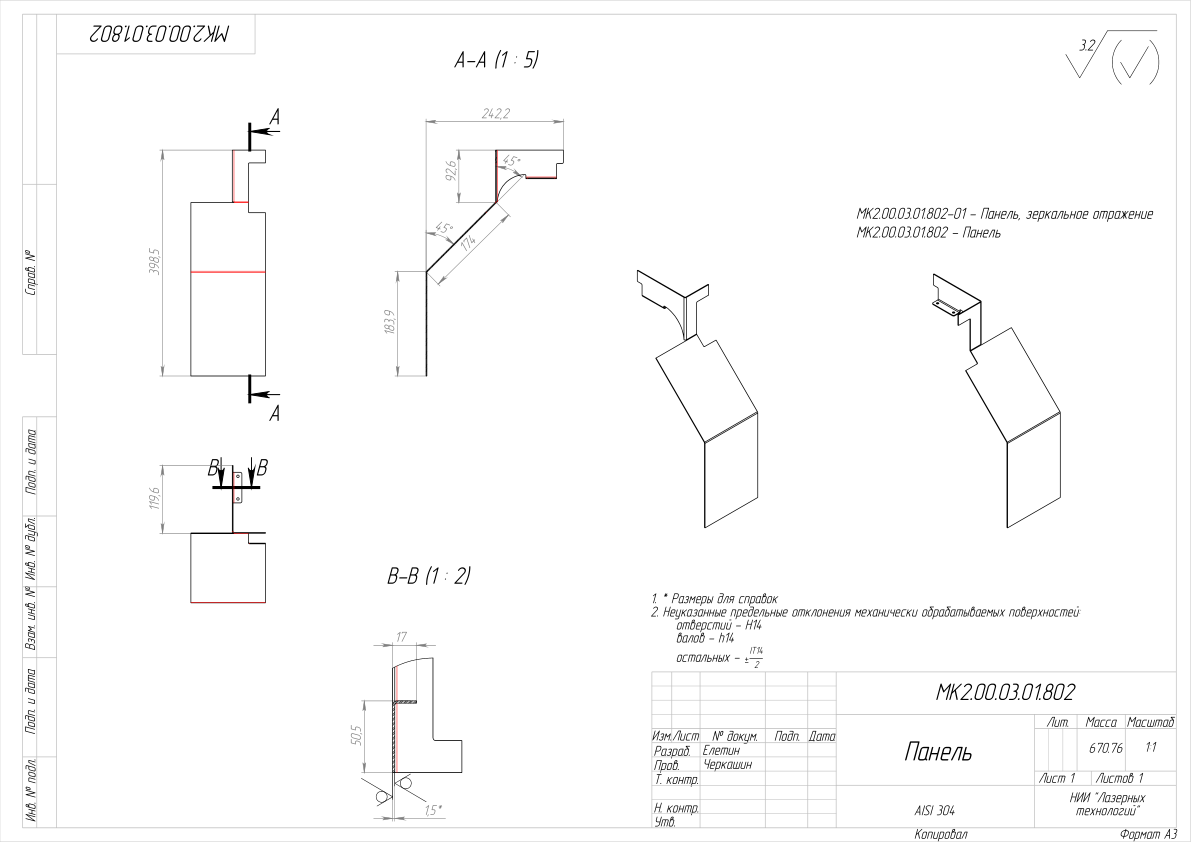 МК2.00.03.01.802
А-А (1 : 5)
3.2
А
398,5
А
242,2
92,6
45°
45°
174
183,9
МК2.00.03.01.802-01 - Панель, зеркальное отражение
МК2.00.03.01.802 - Панель
В
В
119,6
В-В (1 : 2)
17
50,5
1,5*
1. * Размеры для справок
2. Неуказанные предельные отклонения механически обрабатываемых поверхностей:
отверстий - Н14
валов - h14
остальных - ± IT14
2
Справ. №
Подп. и дата
Инв. № дубл.
Взам. инв. №
Подп. и дата
Инв. № подл.
МК2.00.03.01.802
Изм. Лист № докум. Подп. Дата
Разраб. Елетин
Пров. Черкашин
Т. контр.
Н. контр.
Утв.
Панель
Лит. Масса Масштаб
670.76 1:1
Лист 1 Листов 1
AISI 304
НИИ "Лазерных
технологий"
Копировал Формат А3